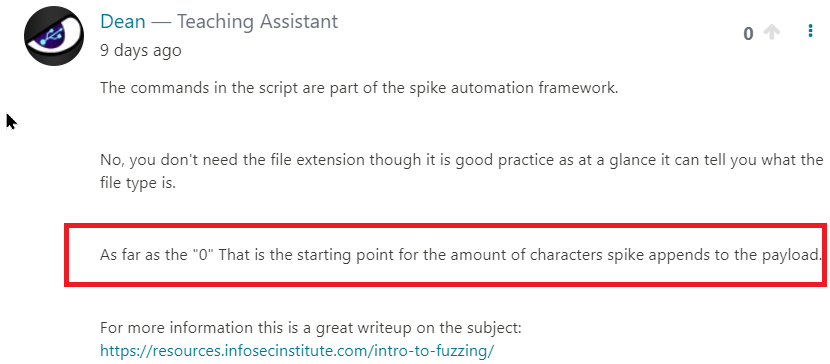 Dean — Teaching Assistant
0
9 days ago
The commands in the script are part of the spike automation framework.
No, you don't need the file extension though it is good practice as at a glance it can tell you what the
file type is.
As far as the "0" That is the starting point for the amount of characters spike appends to the payload.
For more information this is a great writeup on the subject:
https://resources.infosecinstitute.com/intro-to-fuzzing/